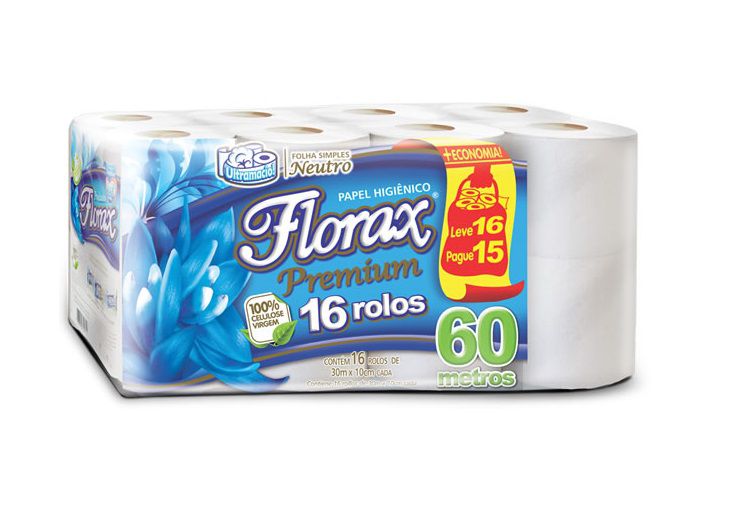 Ultramacio!
FOLHA SIMPLES
Neutro
PAPEL HIGIÊNICO
Florax®
Premium
16 rolos
100%
CELULOSE
VIRGEM
CONTÉM 16 ROLOS DE
30m x 10cm CADA
+ECONOMIA!
Leve 16
Pague 15
60
metros
Florax